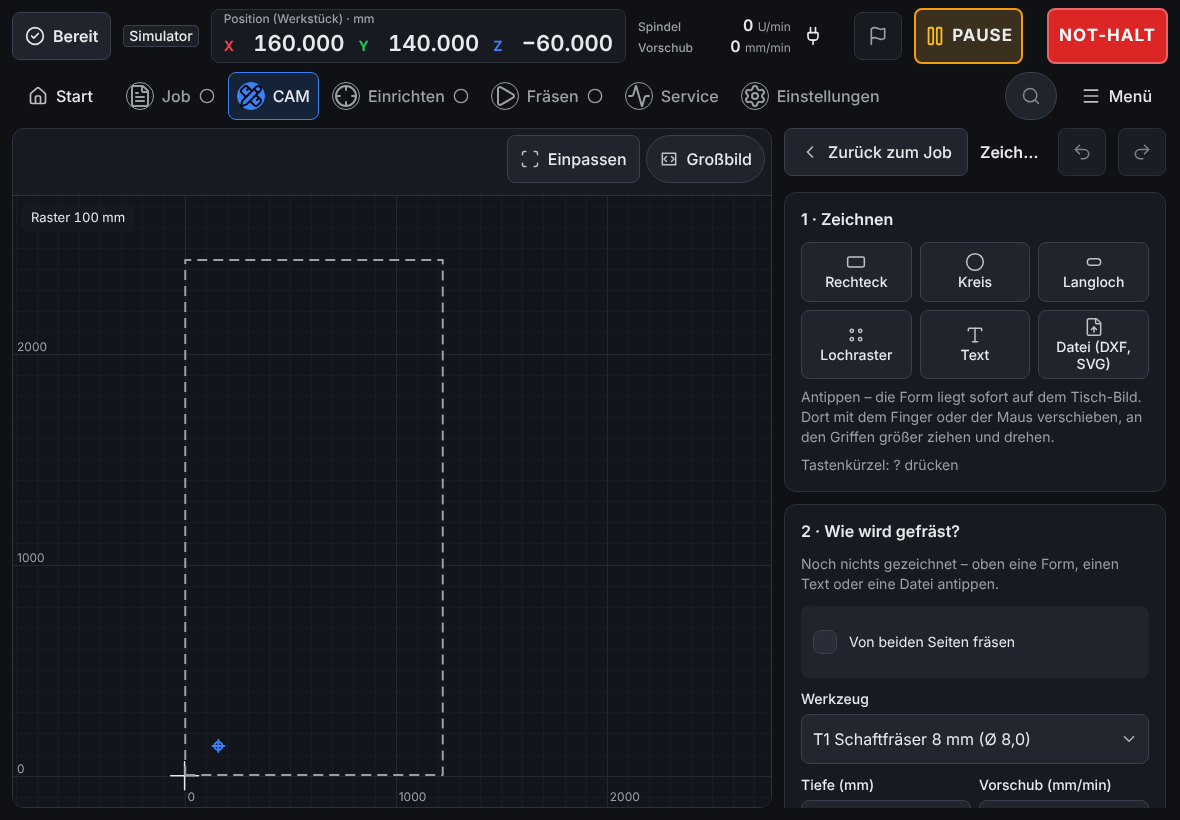 Bereit
Simulator
Position (Werkstück) · mm
X 160.000 Y 140.000 Z −60.000
Spindel 0 U/min
Vorschub 0 mm/min
PAUSE
NOT-HALT
Start
Job
CAM
Einrichten
Fräsen
Service
Einstellungen
Menü
Einpassen
Großbild
Raster 100 mm
2000
1000
0
0
1000
2000
Zurück zum Job
Zeich…
1 · Zeichnen
Rechteck
Kreis
Langloch
Lochraster
Text
Datei (DXF,
SVG)
Antippen – die Form liegt sofort auf dem Tisch-Bild.
Dort mit dem Finger oder der Maus verschieben, an
den Griffen größer ziehen und drehen.
Tastenkürzel: ? drücken
2 · Wie wird gefräst?
Noch nichts gezeichnet – oben eine Form, einen
Text oder eine Datei antippen.
Von beiden Seiten fräsen
Werkzeug
T1 Schaftfräser 8 mm (Ø 8,0)
Tiefe (mm)
Vorschub (mm/min)